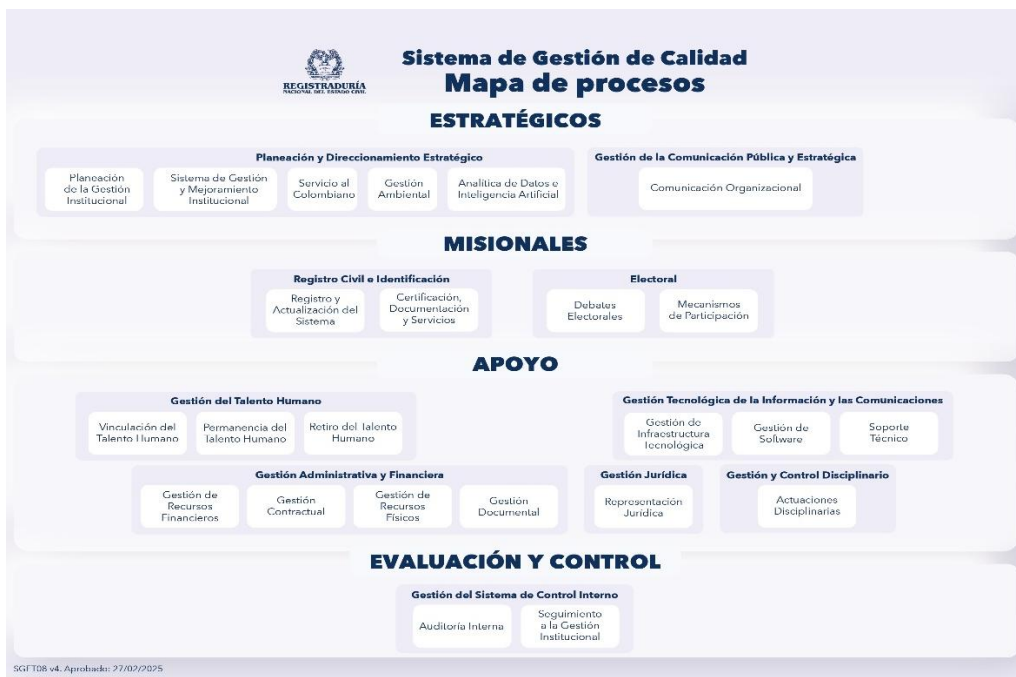 REGISTRADURÍA
NACIONAL DEL ESTADO CIVIL
Sistema de Gestión de Calidad
Mapa de procesos
ESTRATÉGICOS
Planeación y Direccionamiento Estratégico
Planeación
de la Gestión
Institucional
Sistema de Gestión
y Mejoramiento
Institucional
Servicio al
Colombiano
Gestión
Ambiental
Analítica de Datos e
Inteligencia Artificial
Gestión de la Comunicación Pública y Estratégica
Comunicación Organizacional
MISIONALES
Registro Civil e Identificación
Registro y
Actualización del
Sistema
Certificación,
Documentación
y Servicios
Electoral
Debates
Electorales
Mecanismos
de Participación
APOYO
Gestión del Talento Humano
Vinculación del
Talento Humano
Permanencia del
Talento Humano
Retiro del Talento
Humano
Gestión Tecnológica de la Información y las Comunicaciones
Gestión de
Infraestructura
Tecnológica
Gestión de
Software
Soporte
Técnico
Gestión Administrativa y Financiera
Gestión de
Recursos
Financieros
Gestión
Contractual
Gestión de
Recursos
Físicos
Gestión
Documental
Gestión Jurídica
Representación
Jurídica
Gestión y Control Disciplinario
Actuaciones
Disciplinarias
EVALUACIÓN Y CONTROL
Gestión del Sistema de Control Interno
Auditoría Interna
Seguimiento
a la Gestión
Institucional
SGFT08 v4. Aprobado: 27/02/2025